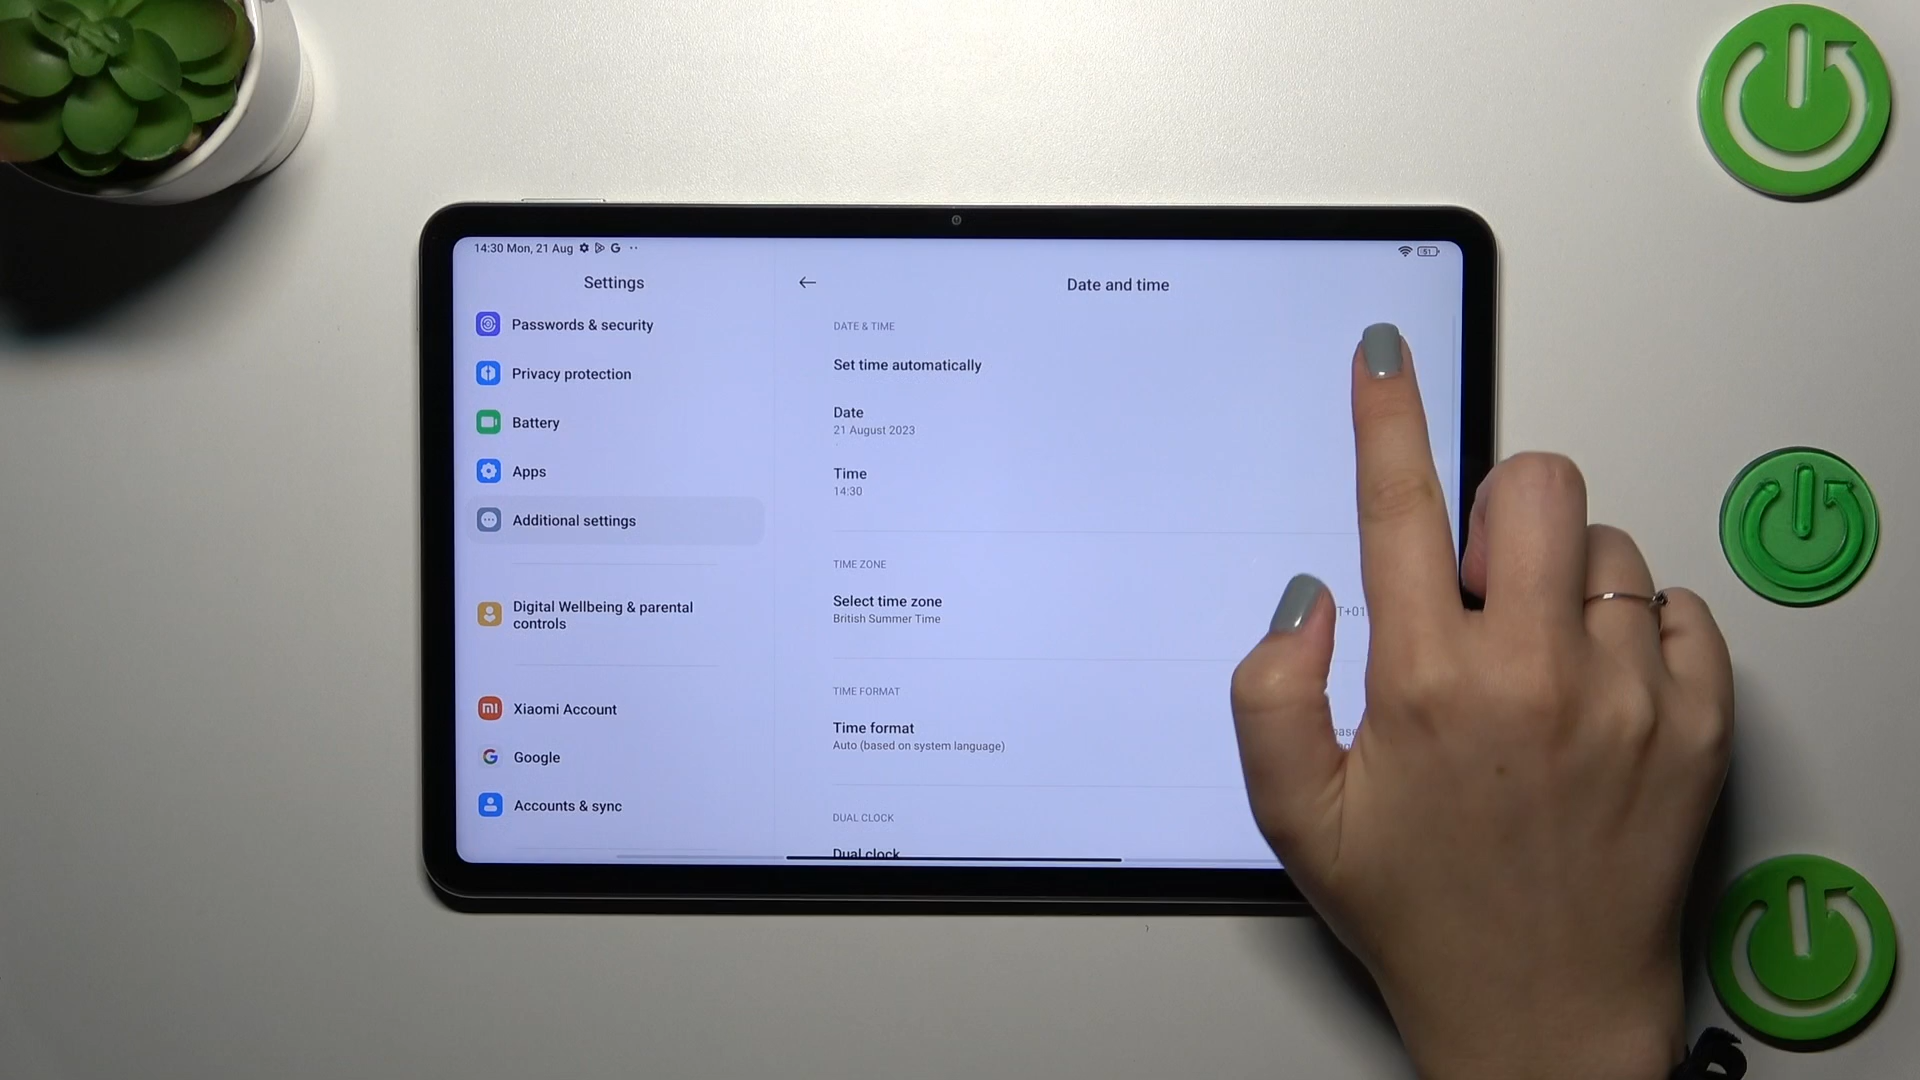 14:30 Mon, 21 Aug
51
Settings
Passwords & security
Privacy protection
Battery
Apps
Additional settings
Digital Wellbeing & parental
controls
Xiaomi Account
Google
Accounts & sync
Date and time
DATE & TIME
Set time automatically
Date
21 August 2023
Time
14:30
TIME ZONE
Select time zone
British Summer Time
T+01
TIME FORMAT
Time format
Auto (based on system language)
DUAL CLOCK
Dual clock